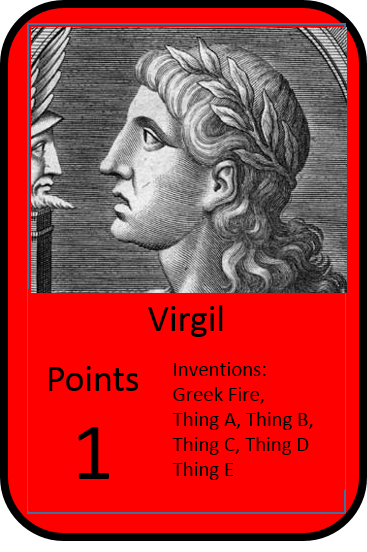 Virgil
Points
1
Inventions:
Greek Fire,
Thing A, Thing B,
Thing C, Thing D
Thing E